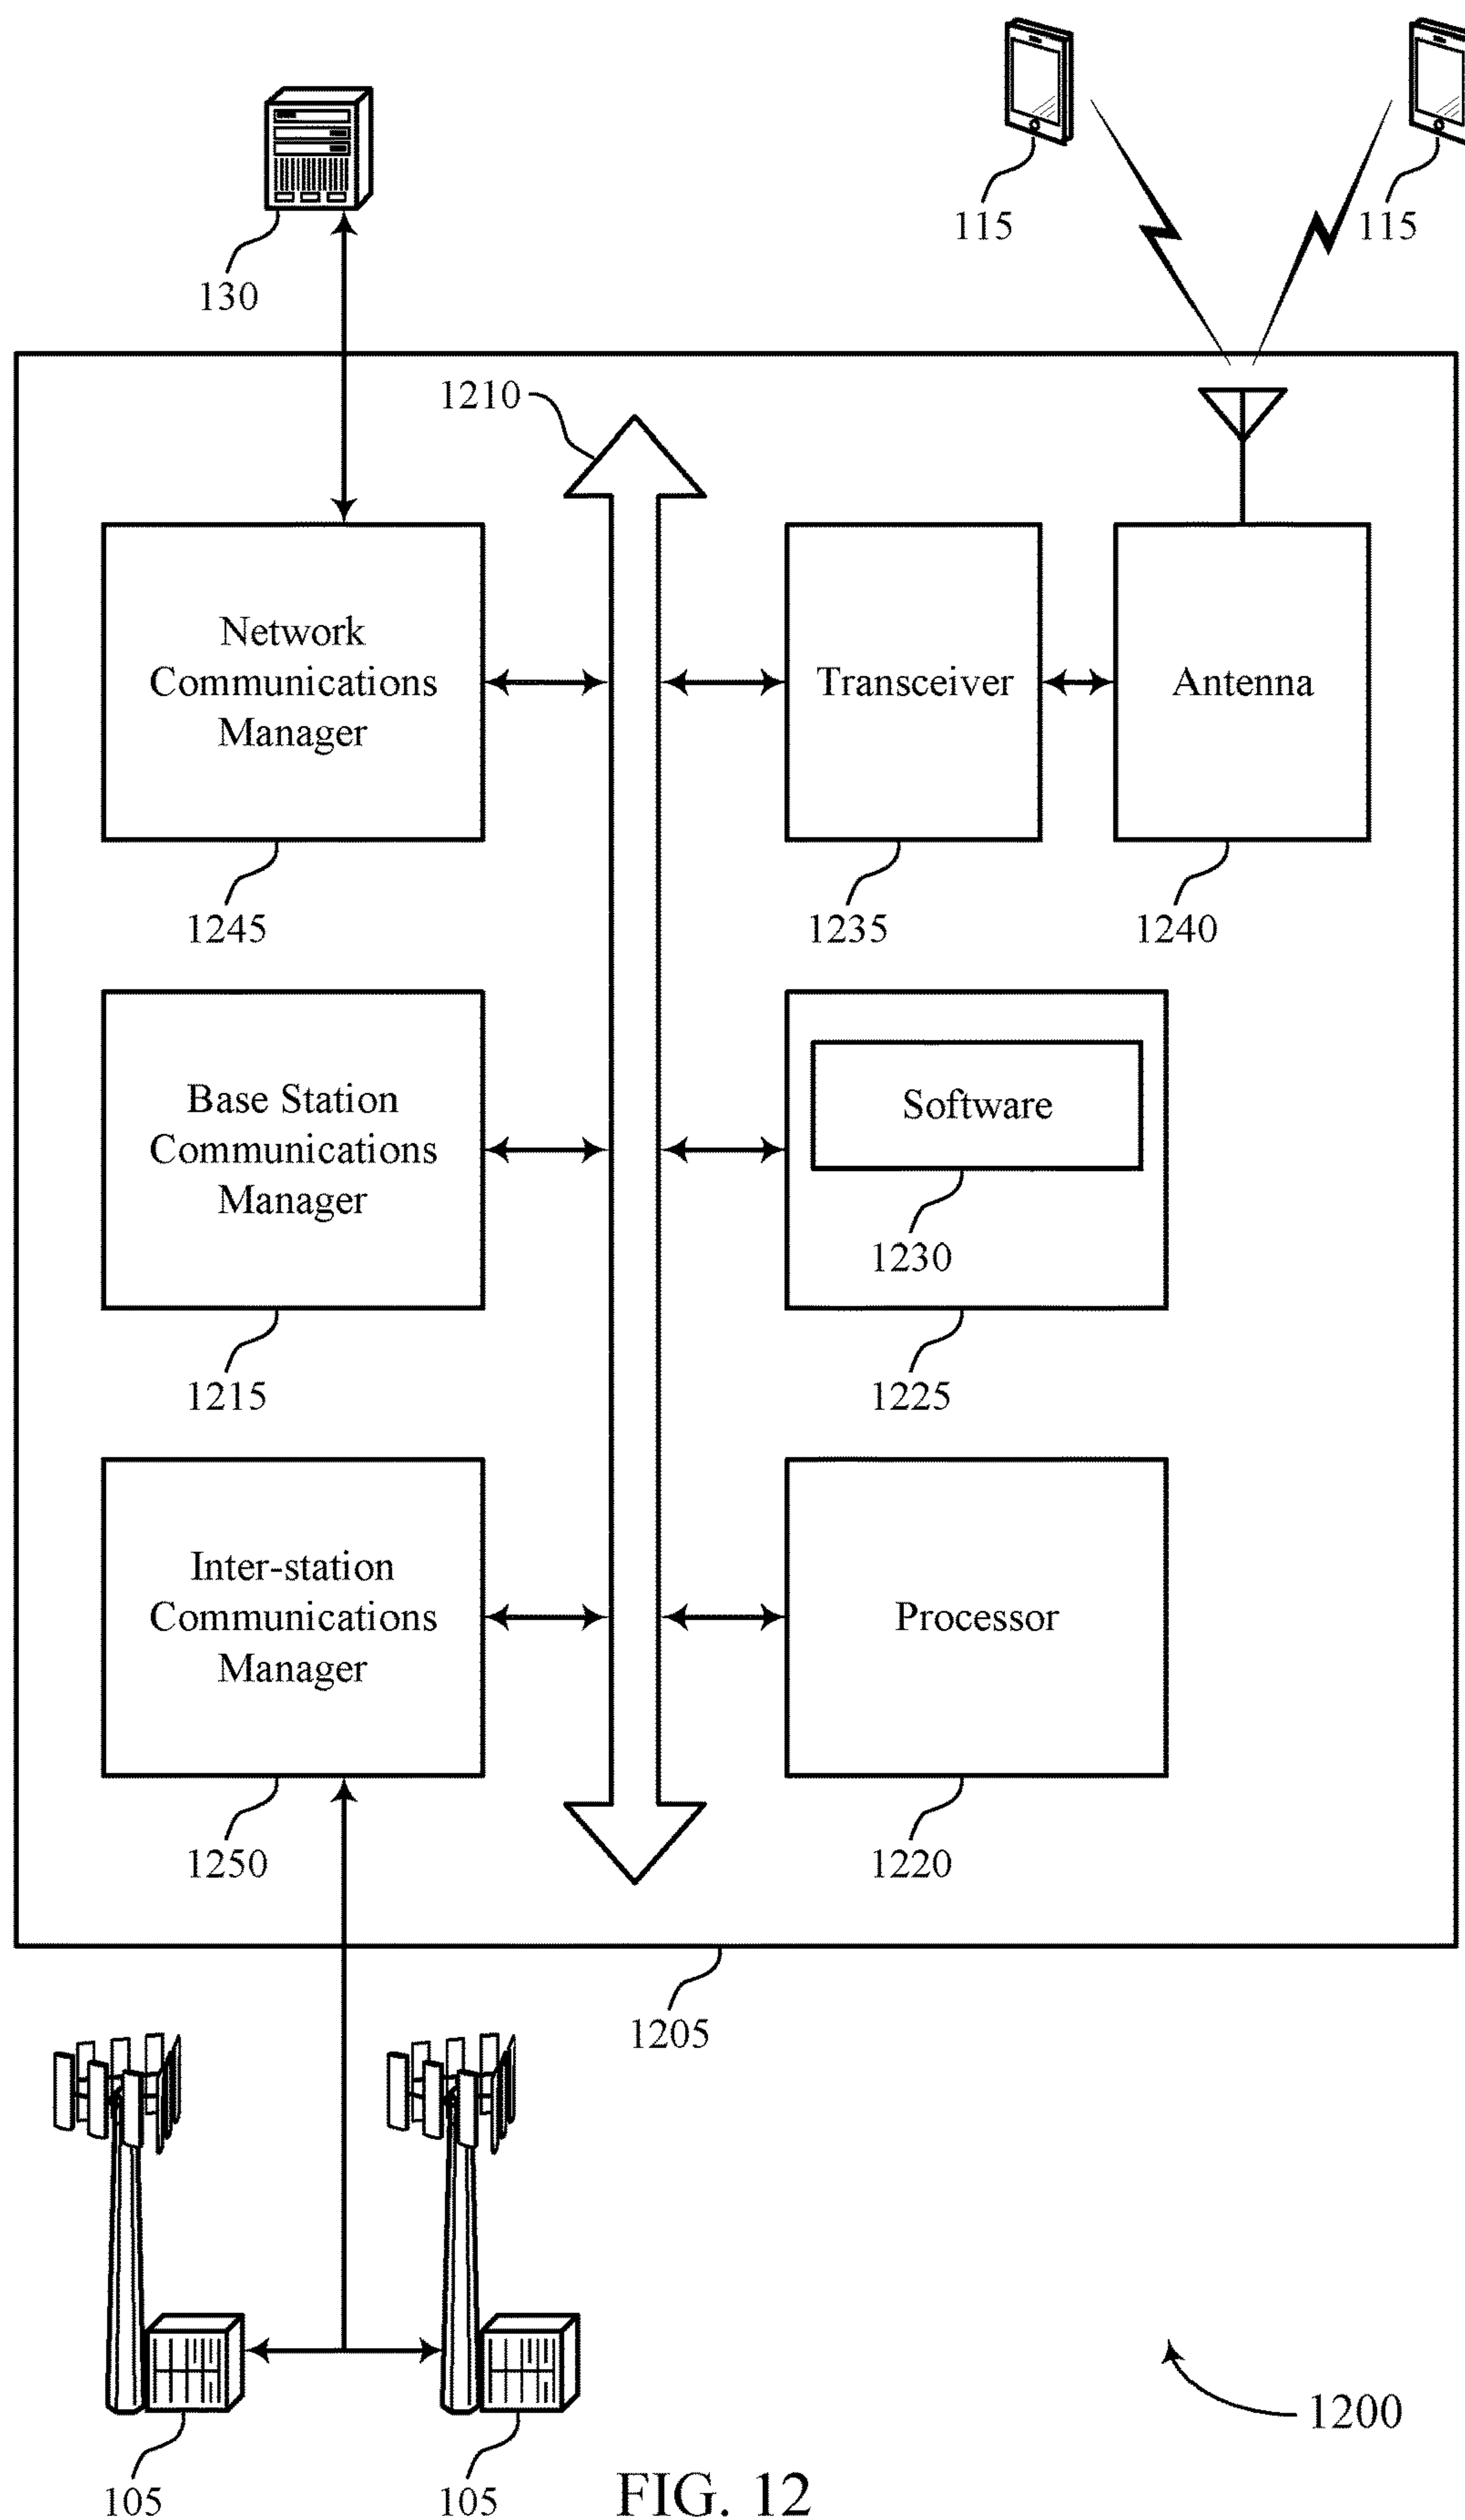 130
115
115
1210
Network
Communications
Manager
Transceiver
Antenna
1245
1235
1240
Base Station
Communications
Manager
Software
1230
1215
1225
Inter-station
Communications
Manager
Processor
1250
1220
1205
1200
105
105
FIG. 12